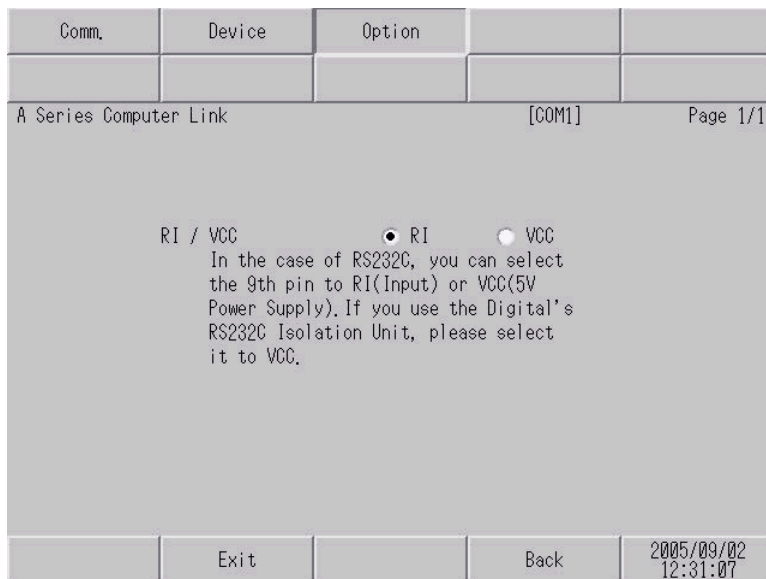 Comm. Device Option
A Series Computer Link [COM1] Page 1/1
RI / VCC RI VCC
In the case of RS232C, you can select
the 9th pin to RI(Input) or VCC(5V
Power Supply).If you use the Digital's
RS232C Isolation Unit, please select
it to VCC.
Exit Back 2005/09/02
12:31:07